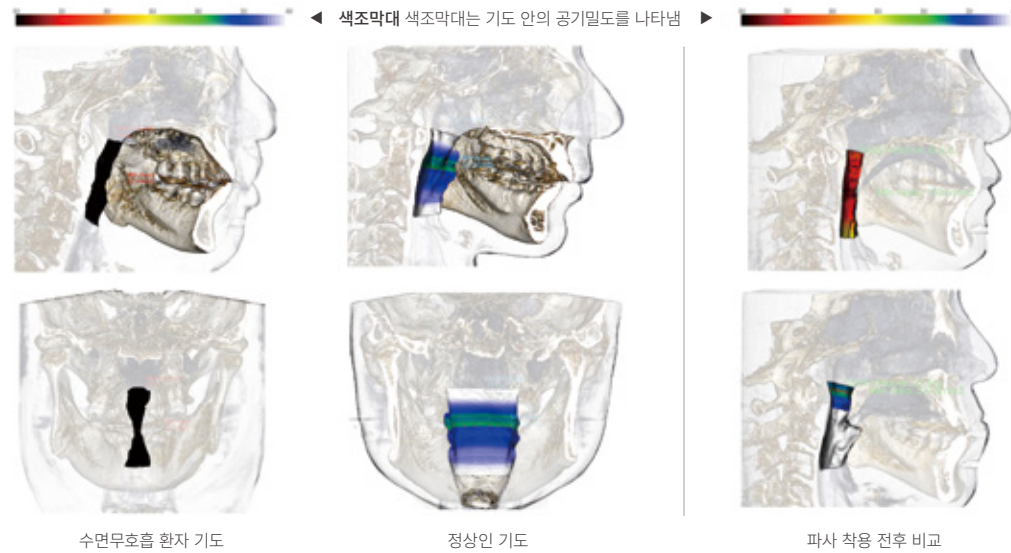 ◀ 색조막대 색조막대는 기도 안의 공기밀도를 나타냄 ▶
수면무호흡 환자 기도
정상인 기도
파사 착용 전후 비교